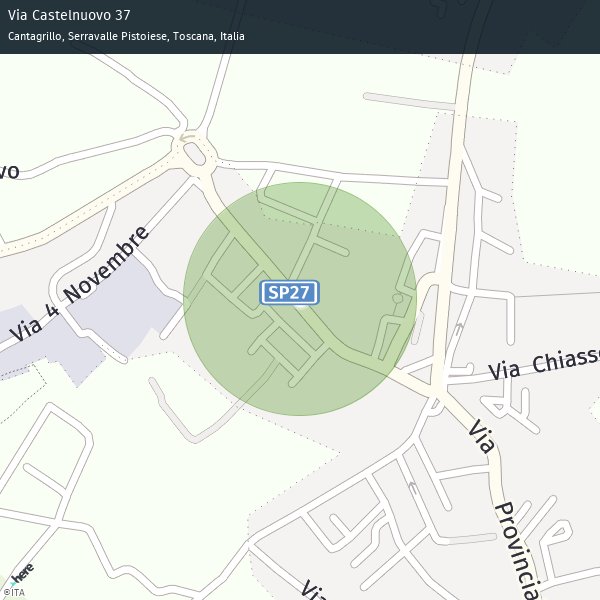 Via Castelnuovo 37
Cantagrillo, Serravalle Pistoiese, Toscana, Italia
vo
Via 4 Novembre
SP27
Via Chiasso
Via
Provincia
Via
here
©ITA